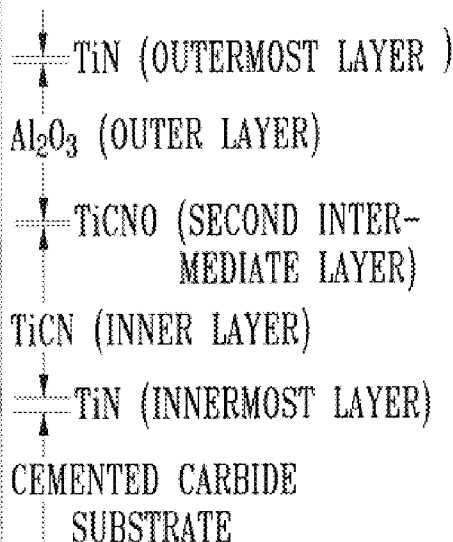 TiN (OUTERMOST LAYER )
Al₂O₃ (OUTER LAYER)
TiCNO (SECOND INTER-
MEDIATE LAYER)
TiCN (INNER LAYER)
TiN (INNERMOST LAYER)
CEMENTED CARBIDE
SUBSTRATE